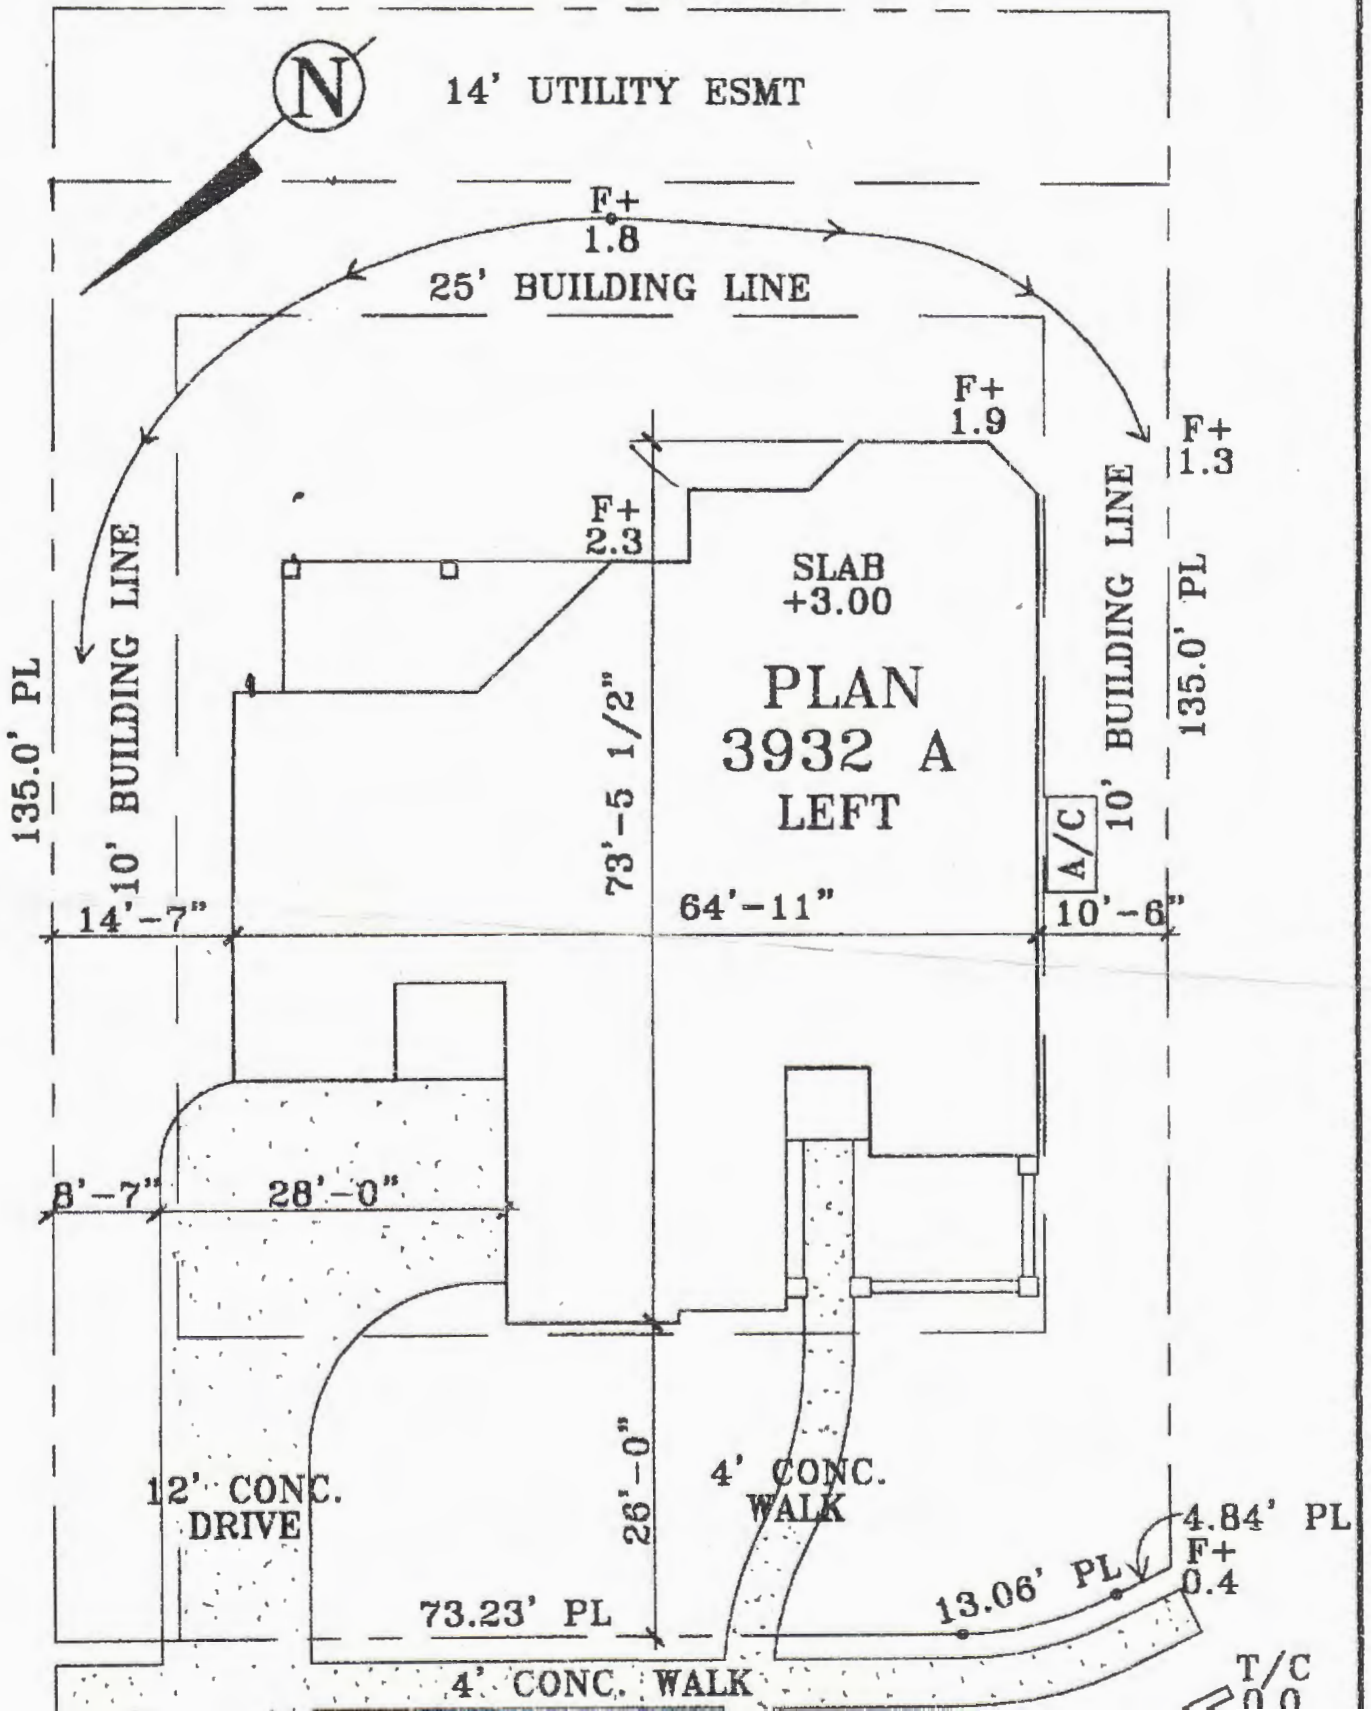 N
14' UTILITY ESMT
F+
1.8
25' BUILDING LINE
F+
1.9
F+
1.3
F+
2.3
SLAB
+3.00
PLAN
3932 A
LEFT
10' BUILDING LINE
135.0' PL
10' BUILDING LINE
135.0' PL
73'-5 1/2"
A/C
14'-7"
64'-11"
10'-6"
8'-7"
28'-0"
26'-0"
12' CONC.
DRIVE
4' CONC.
WALK
4.84' PL
F+
0.4
13.06' PL
73.23' PL
4' CONC. WALK
T/C
0.0